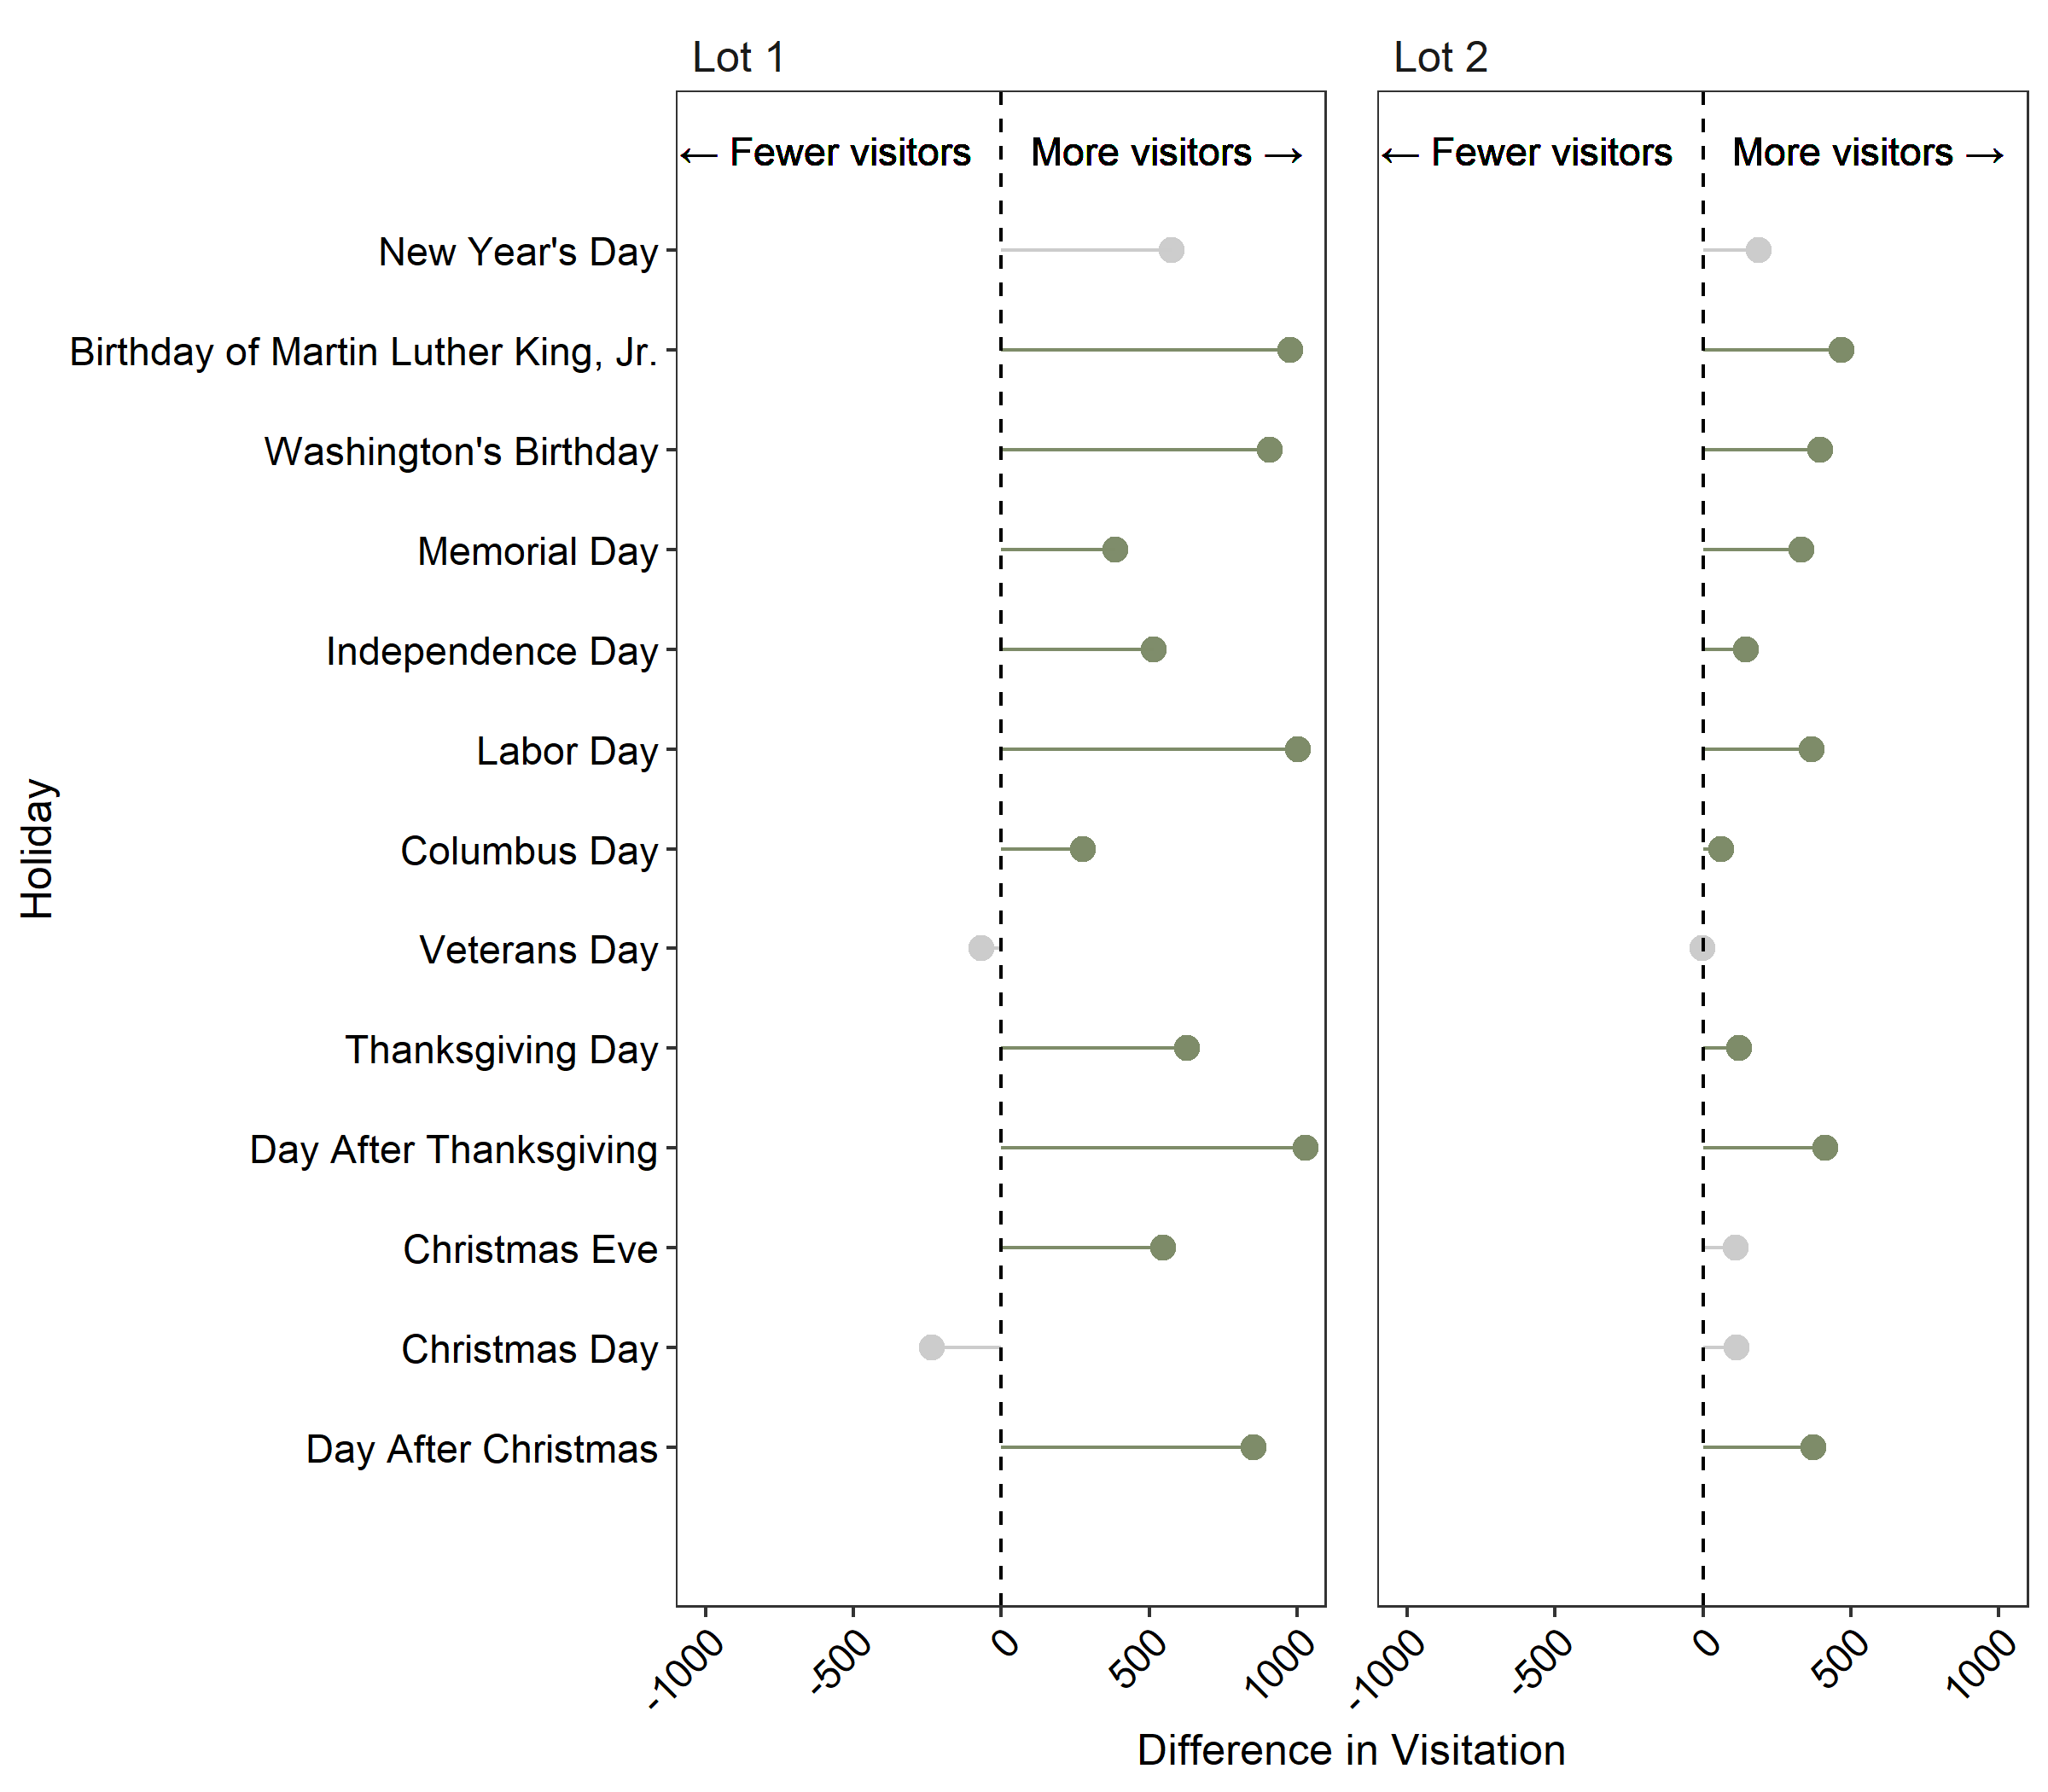 Lot 1
Lot 2
← Fewer visitors
More visitors →
← Fewer visitors
More visitors →
Holiday
New Year's Day
Birthday of Martin Luther King, Jr.
Washington's Birthday
Memorial Day
Independence Day
Labor Day
Columbus Day
Veterans Day
Thanksgiving Day
Day After Thanksgiving
Christmas Eve
Christmas Day
Day After Christmas
-1000
-500
0
500
1000
-1000
-500
0
500
1000
Difference in Visitation